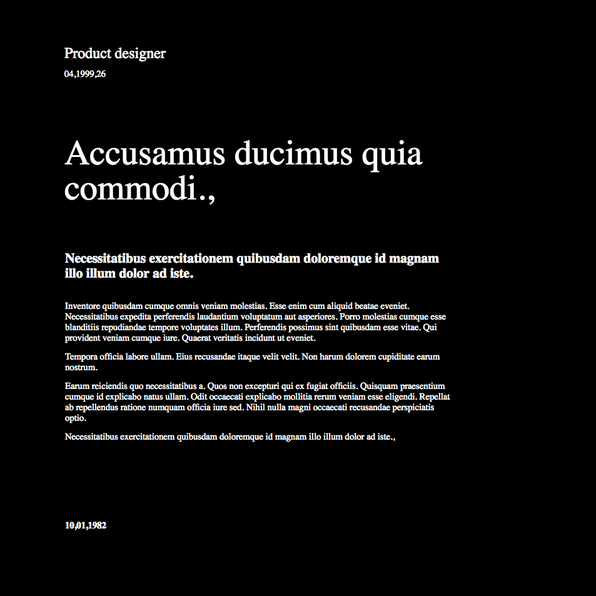 Product designer
04,1999,26
Accusamus ducimus quia
commodi.,
Necessitatibus exercitationem quibusdam doloremque id magnam
illo illum dolor ad iste.
Inventore quibusdam cumque omnis veniam molestias. Esse enim cum aliquid beatae eveniet.
Necessitatibus expedita perferendis laudantium voluptatum aut asperiores. Porro molestias cumque esse
blanditiis repudiandae tempore voluptates illum. Perferendis possimus sint quibusdam esse vitae. Qui
provident veniam cumque iure. Quaerat veritatis incidunt ut eveniet.
Tempora officia labore ullam. Eius recusandae itaque velit velit. Non harum dolorem cupiditate earum
nostrum.
Earum reiciendis quo necessitatibus a. Quos non excepturi qui ex fugiat officiis. Quisquam praesentium
cumque id explicabo natus ullam. Odit occaecati explicabo mollitia rerum veniam esse eligendi. Repellat
ab repellendus ratione numquam officia iure sed. Nihil nulla magni occaecati recusandae perspiciatis
optio.
Necessitatibus exercitationem quibusdam doloremque id magnam illo illum dolor ad iste.,
10,01,1982